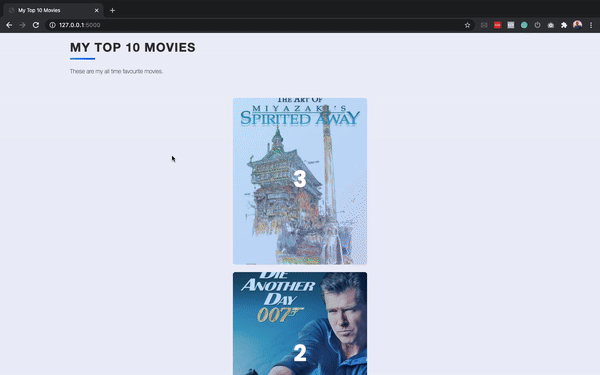 My Top 10 Movies
127.0.0.1:5000
MY TOP 10 MOVIES
These are my all time favourite movies.
THE ART OF
MIYAZAKI'S
SPIRITED AWAY
3
DIE
ANOTHER
DAY
007
2